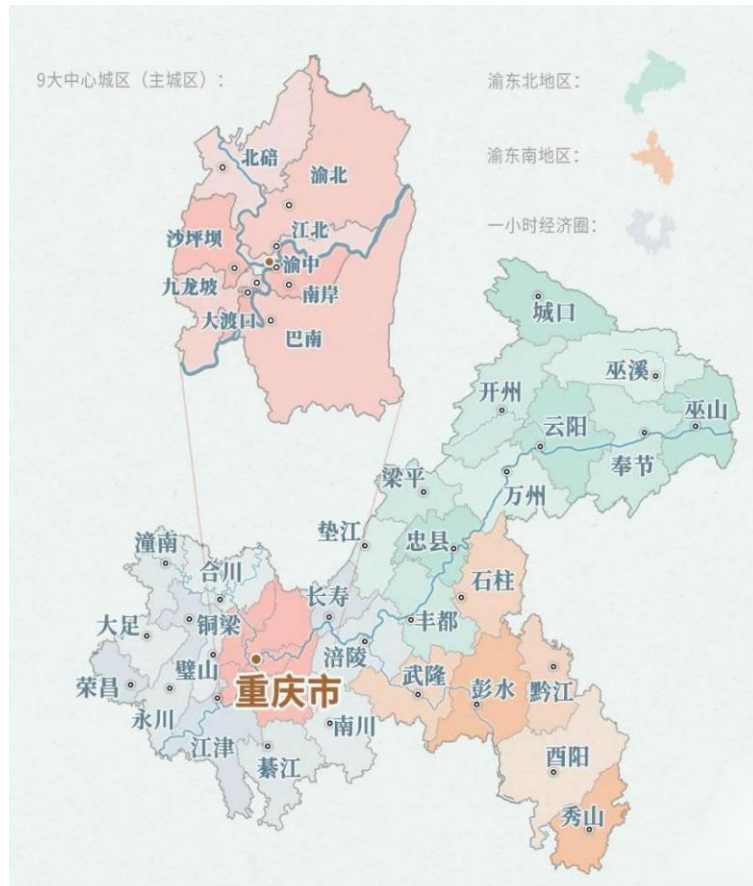 9大中心城区（主城区）：
渝东北地区：
渝东南地区：
一小时经济圈：
北碚
渝北
沙坪坝
江北
渝中
九龙坡
南岸
大渡口
巴南
城口
巫溪
开州
巫山
云阳
奉节
梁平
万州
垫江
忠县
潼南
合川
石柱
长寿
大足
铜梁
丰都
涪陵
璧山
武隆
黔江
荣昌
重庆市
彭水
永川
南川
江津
綦江
酉阳
秀山